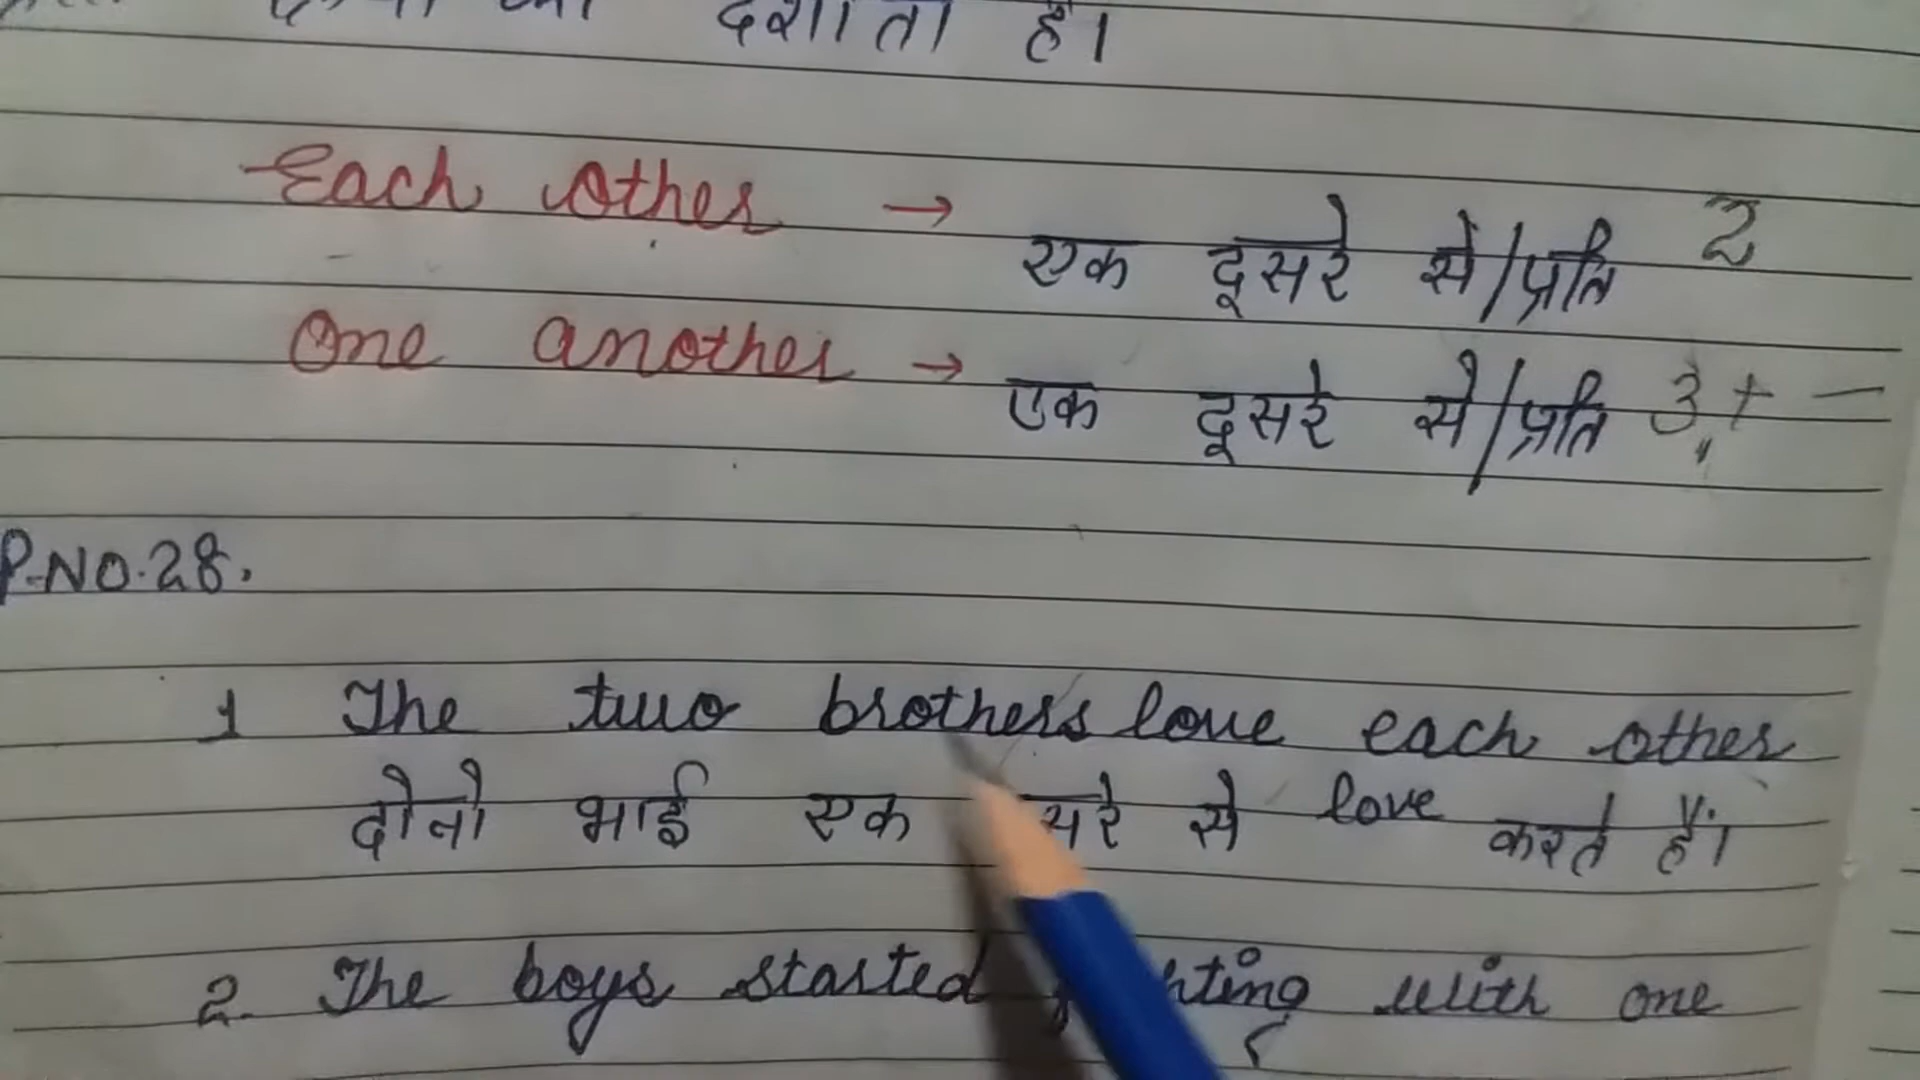 दर्शाता है।
Each other → एक दूसरे से/प्रति 2
One another → एक दूसरे से/प्रति 3,+ —
P.NO.28.
1 The two brothers love each other
दोनो भाई एक से love करते हैं।
2. The boys started with one